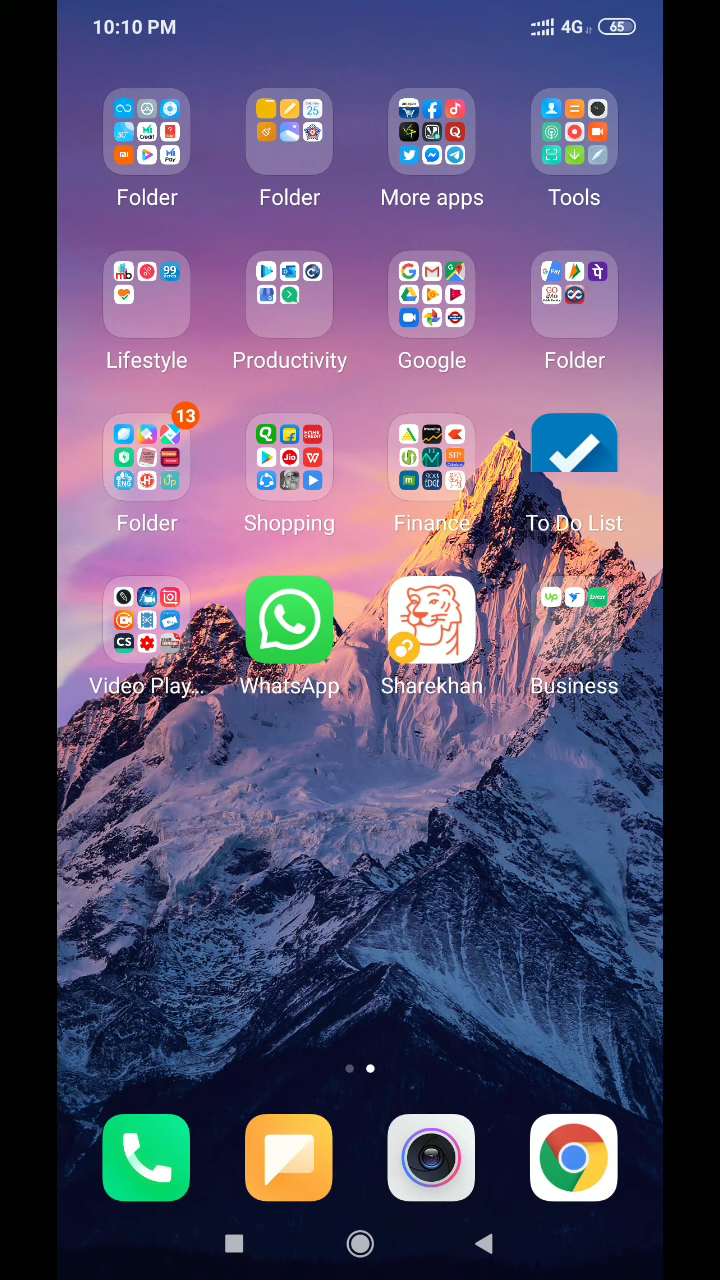 10:10 PM 4G 65
Folder Folder More apps Tools
Lifestyle Productivity Google Folder
13
Folder Shopping Finance To Do List
Video Play... WhatsApp Sharekhan Business